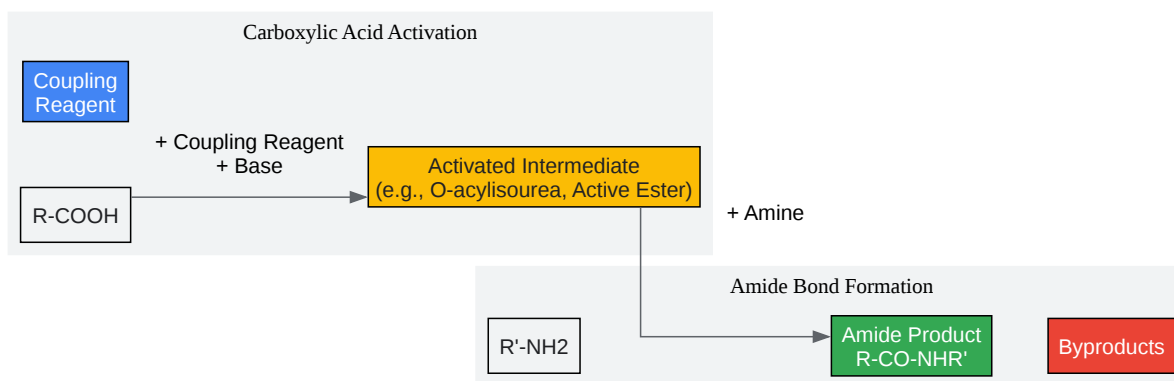 Carboxylic Acid Activation
Coupling
Reagent
+ Coupling Reagent
+ Base
Activated Intermediate
(e.g., O-acylisourea, Active Ester)
R-COOH
+ Amine
Amide Bond Formation
R'-NH2
Amide Product
R-CO-NHR'
Byproducts